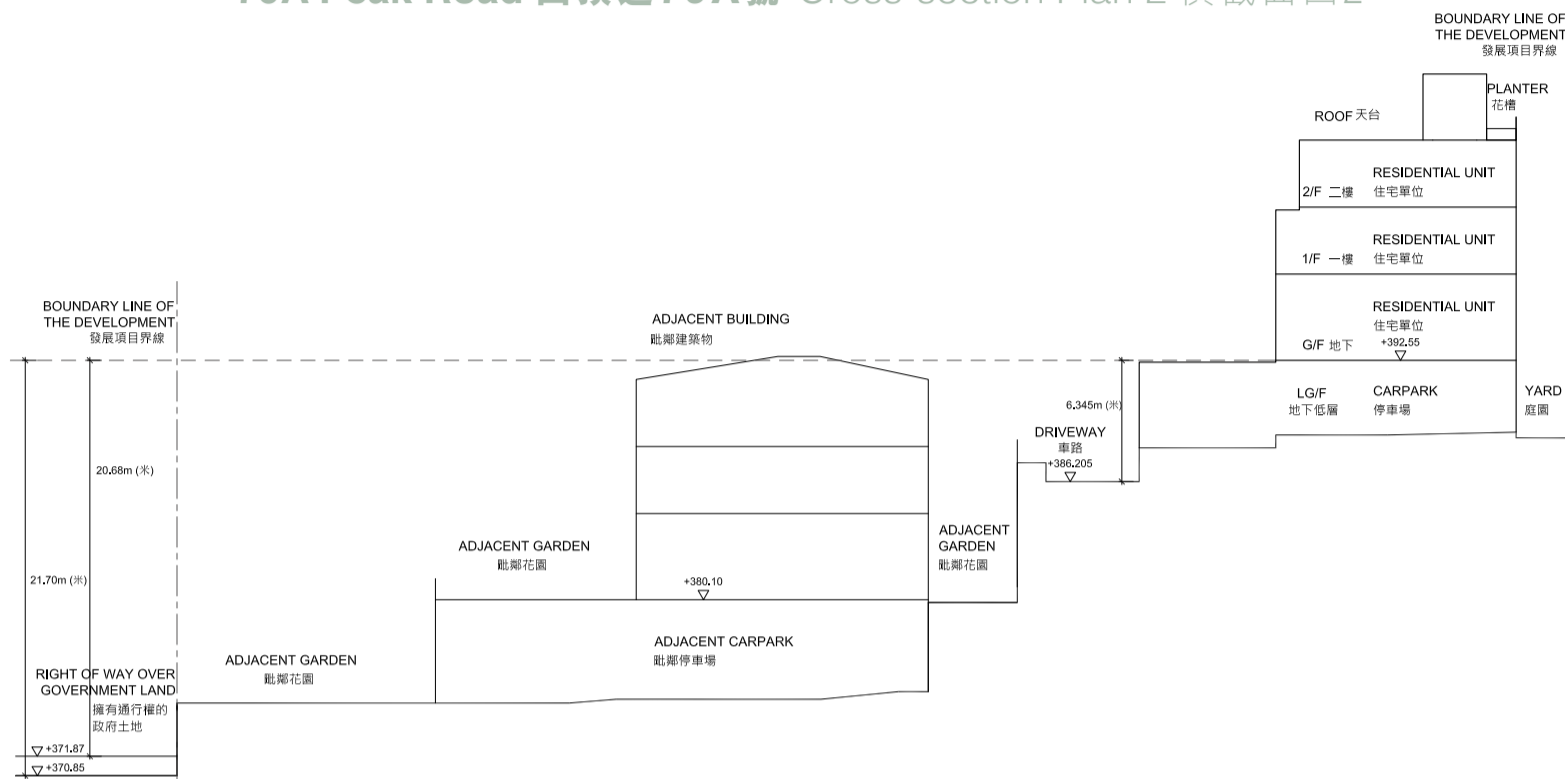 BOUNDARY LINE OF
THE DEVELOPMENT
發展項目界線
PLANTER
花槽
ROOF 天台
RESIDENTIAL UNIT
2/F 二樓 住宅單位
RESIDENTIAL UNIT
1/F 一樓 住宅單位
BOUNDARY LINE OF
THE DEVELOPMENT
發展項目界線
ADJACENT BUILDING
毗鄰建築物
RESIDENTIAL UNIT
住宅單位
G/F 地下 +392.55
LG/F
地下低層
CARPARK
停車場
YARD
庭園
6.345m (米)
DRIVEWAY
車路
+386.205
20.68m (米)
ADJACENT GARDEN
毗鄰花園
ADJACENT
GARDEN
毗鄰花園
21.70m (米)
+380.10
ADJACENT CARPARK
毗鄰停車場
ADJACENT GARDEN
毗鄰花園
RIGHT OF WAY OVER
GOVERNMENT LAND
擁有通行權的
政府土地
+371.87
+370.85